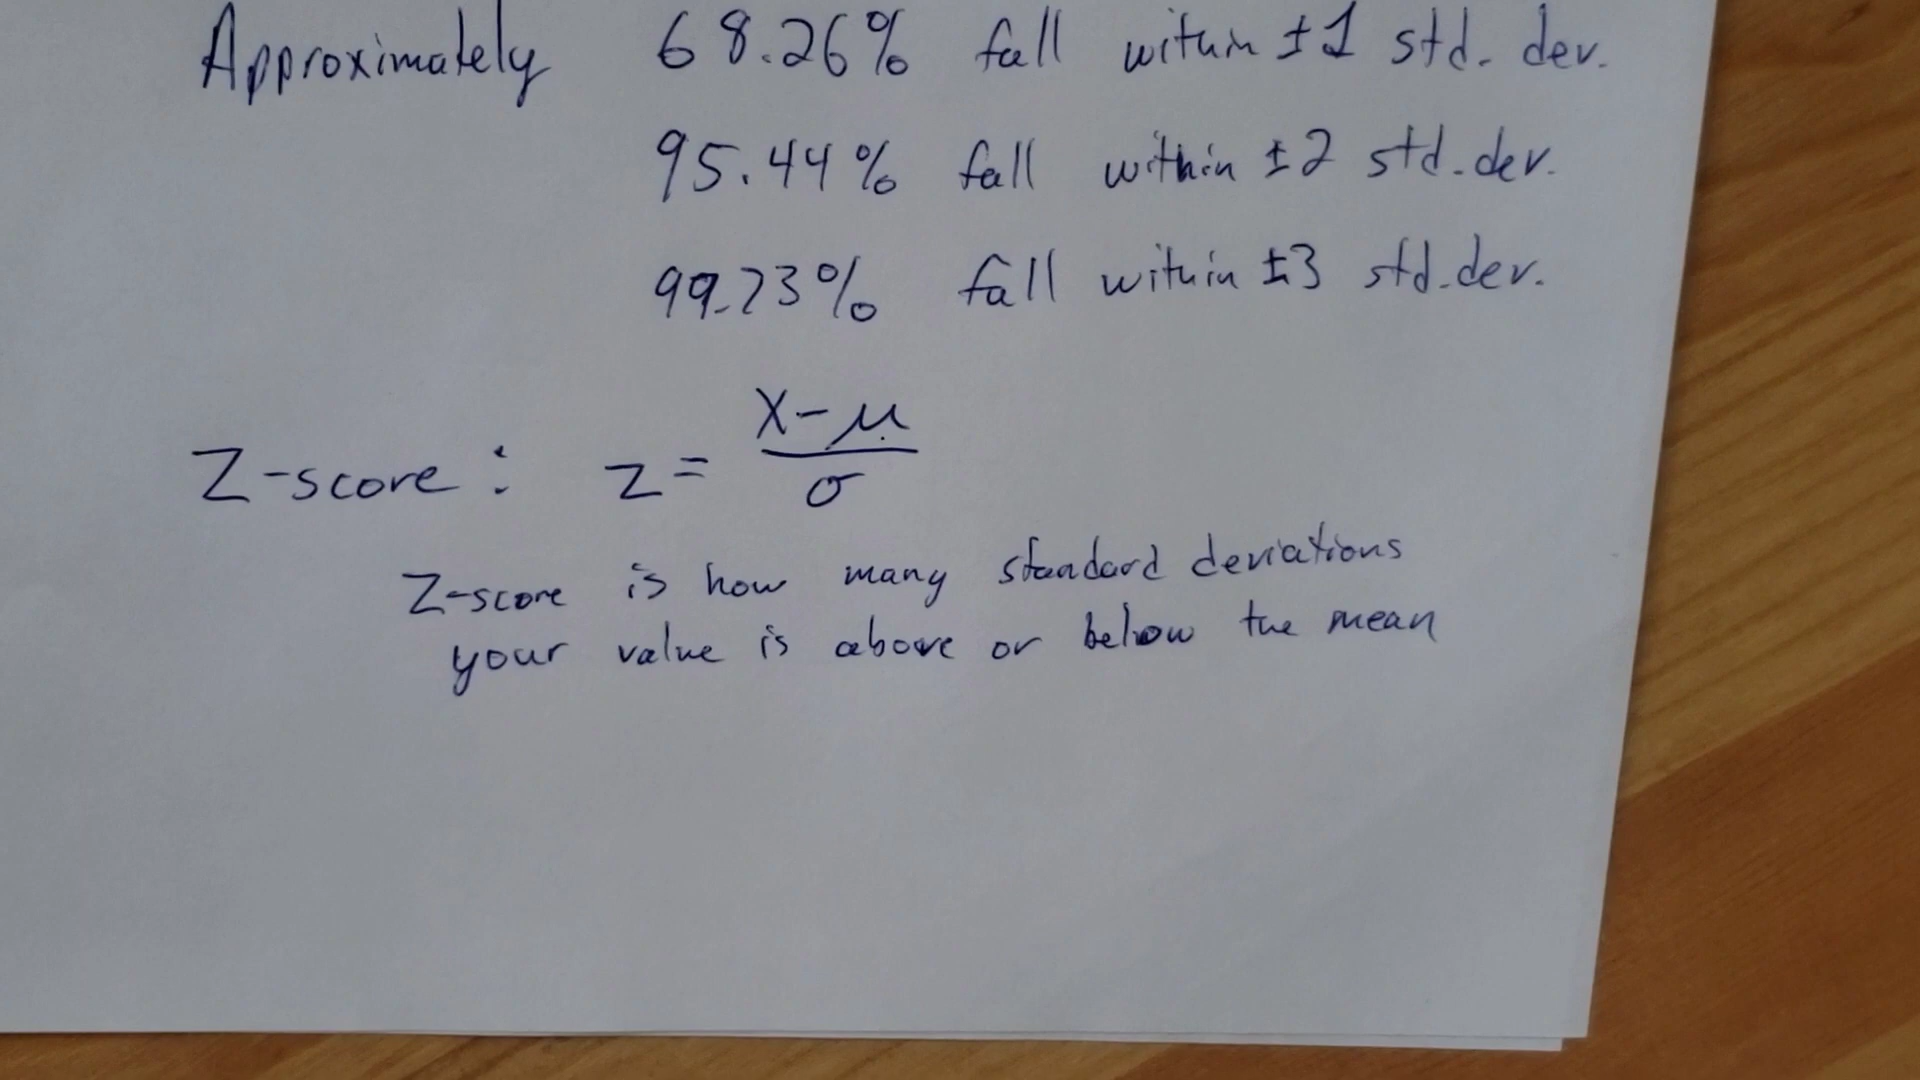 Approximately 68.26% fall within ±1 std. dev.
95.44% fall within ±2 std. dev.
99.73% fall within ±3 std. dev.
Z-score: z = (x-μ)/σ
Z-score is how many standard deviations
your value is above or below the mean